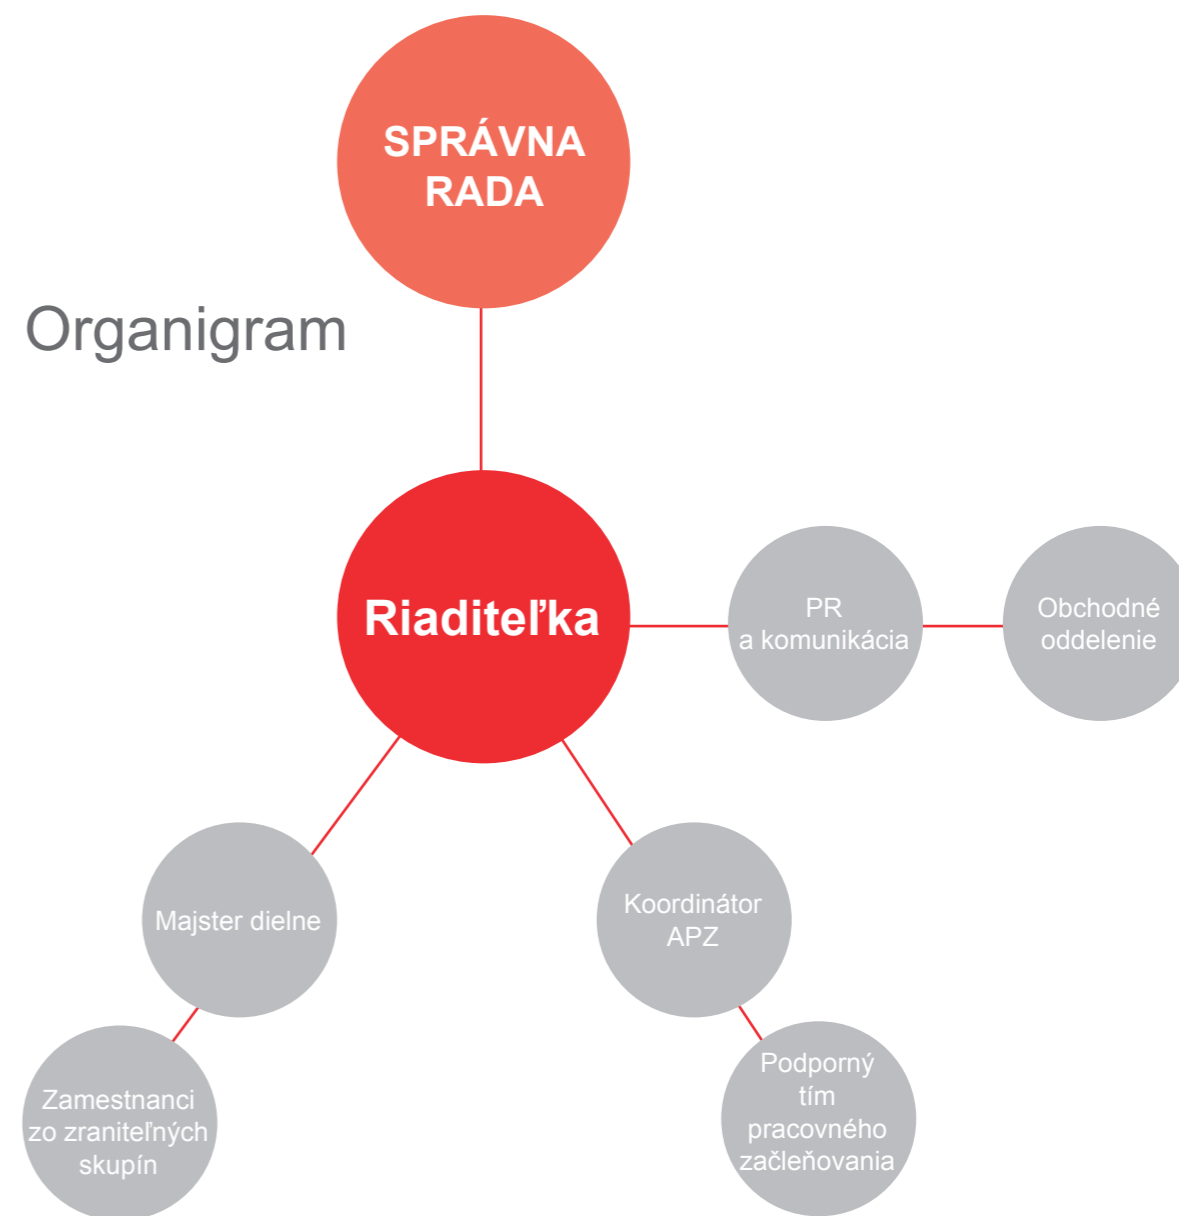 SPRÁVNA
RADA
Organigram
Riaditeľka
PR
a komunikácia
Obchodné
oddelenie
Majster dielne
Koordinátor
APZ
Zamestnanci
zo zraniteľných
skupín
Podporný
tím
pracovného
začleňovania